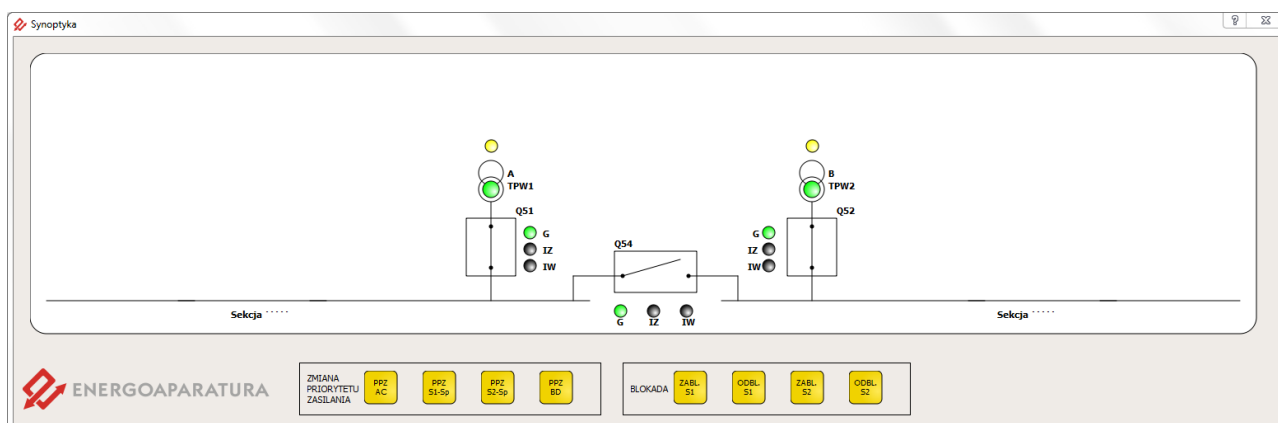 Synoptyka
A
TPW1
B
TPW2
Q51
Q52
G
IZ
IW
Q54
G
IZ
IW
Sekcja .....
G IZ IW
Sekcja .....
ENERGOAPARATURA
ZMIANA
PRIORYTETU
ZASILANIA
PPZ
AC
PPZ
S1-Sp
PPZ
S2-Sp
PPZ
BD
BLOKADA
ZABL.
S1
ODBL.
S1
ZABL.
S2
ODBL.
S2